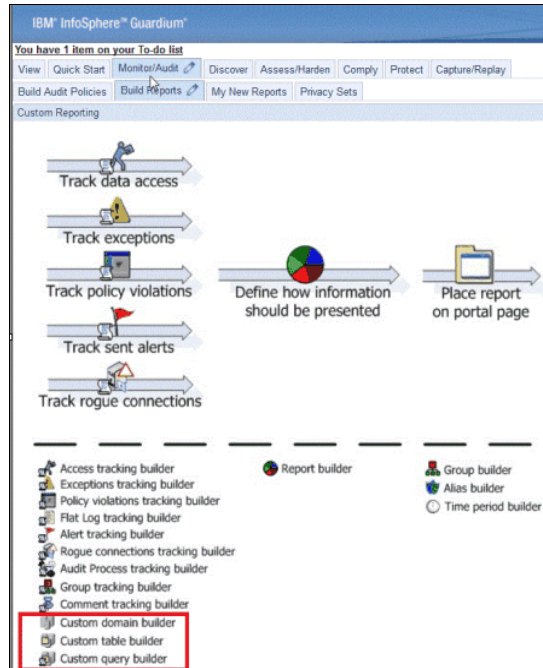 IBM® InfoSphere™ Guardium®
You have 1 item on your To-do list
View Quick Start Monitor/Audit Discover Assess/Harden Comply Protect Capture/Replay
Build Audit Policies Build Reports My New Reports Privacy Sets
Custom Reporting
Track data access
Track exceptions
Track policy violations
Define how information
should be presented
Place report
on portal page
Track sent alerts
Track rogue connections
Access tracking builder
Exceptions tracking builder
Policy violations tracking builder
Flat Log tracking builder
Alert tracking builder
Rogue connections tracking builder
Audit Process tracking builder
Group tracking builder
Comment tracking builder
Custom domain builder
Custom table builder
Custom query builder
Report builder
Group builder
Alias builder
Time period builder